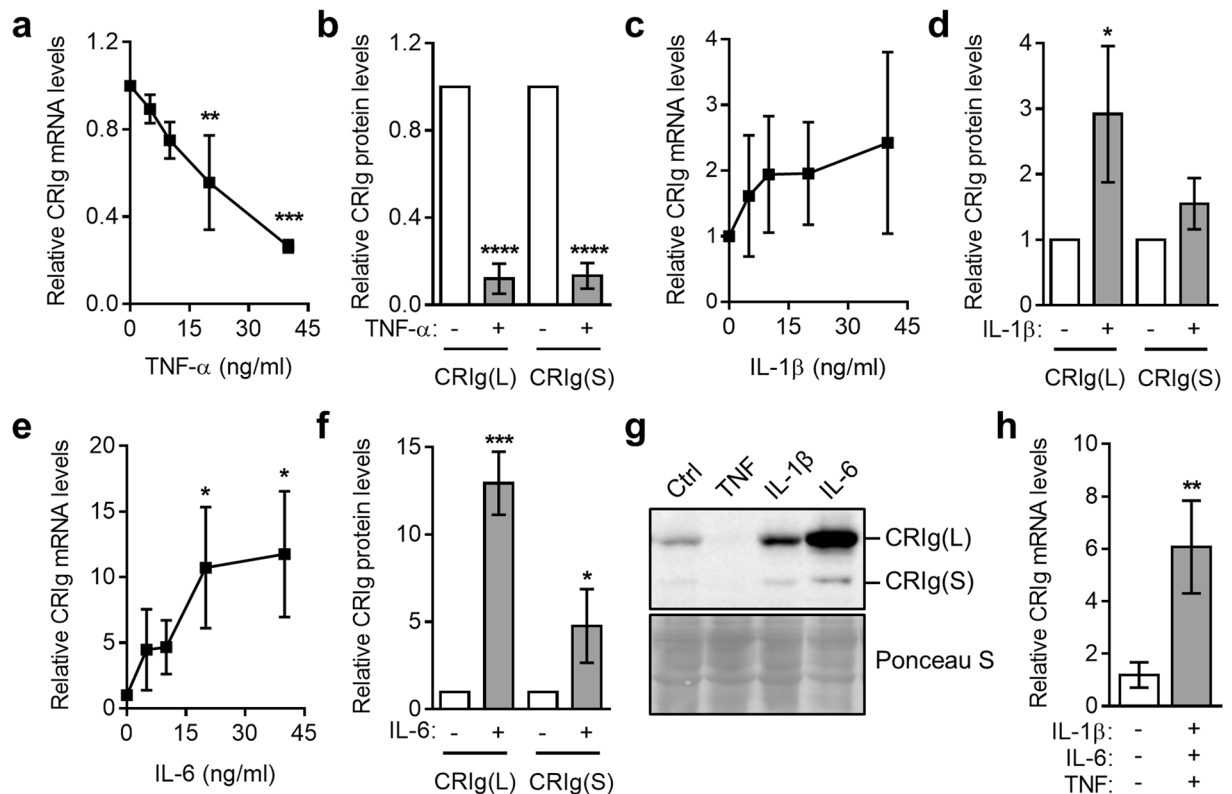 a
Relative CRIg mRNA levels
1.2
0.8
0.4
0.0
**
***
0 15 30 45
TNF-α (ng/ml)
b
Relative CRIg protein levels
1.2
0.8
0.4
0.0
**** ****
TNF-α: - + - +
CRIg(L) CRIg(S)
c
Relative CRIg mRNA levels
4
3
2
1
0
0 15 30 45
IL-1β (ng/ml)
d
Relative CRIg protein levels
4
3
2
1
0
*
IL-1β: - + - +
CRIg(L) CRIg(S)
e
Relative CRIg mRNA levels
20
15
10
5
0
* *
0 15 30 45
IL-6 (ng/ml)
f
Relative CRIg protein levels
15
10
5
0
***
*
IL-6: - + - +
CRIg(L) CRIg(S)
g
Ctrl TNF IL-1β IL-6
CRIg(L)
CRIg(S)
Ponceau S
h
Relative CRIg mRNA levels
10
8
6
4
2
0
**
IL-1β: - +
IL-6: - +
TNF: - +